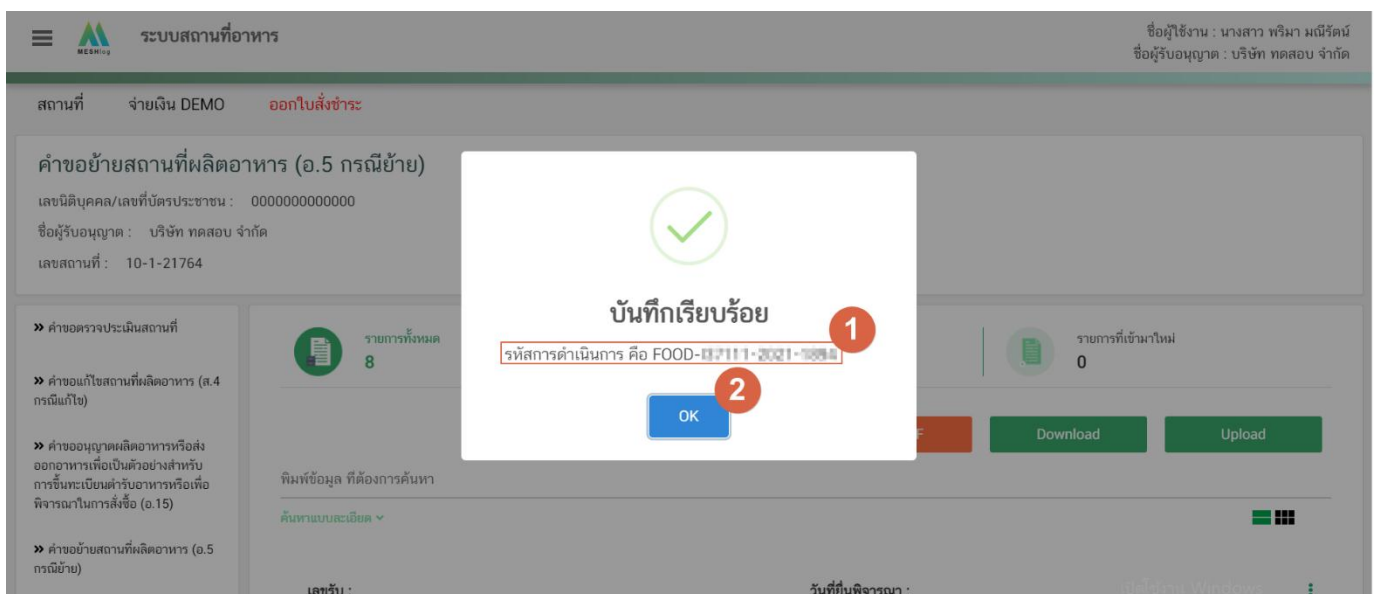 MESHlog
ระบบสถานที่อาหาร
ชื่อผู้ใช้งาน : นางสาว พริมา มณีรัตน์
ชื่อผู้รับอนุญาต : บริษัท ทดสอบ จำกัด
สถานที่ จ่ายเงิน DEMO ออกใบสั่งชำระ
คำขอย้ายสถานที่ผลิตอาหาร (อ.5 กรณีย้าย)
เลขนิติบุคคล/เลขที่บัตรประชาชน : 0000000000000
ชื่อผู้รับอนุญาต : บริษัท ทดสอบ จำกัด
เลขสถานที่ : 10-1-21764
บันทึกเรียบร้อย
1
รหัสการดำเนินการ คือ FOOD-
2
OK
» คำขอตรวจประเมินสถานที่
» คำขอแก้ไขสถานที่ผลิตอาหาร (ส.4
กรณีแก้ไข)
» คำขออนุญาตผลิตอาหารหรือส่ง
ออกอาหารเพื่อเป็นตัวอย่างสำหรับ
การขึ้นทะเบียนตำรับอาหารหรือเพื่อ
พิจารณาในการสั่งซื้อ (อ.15)
» คำขอย้ายสถานที่ผลิตอาหาร (อ.5
กรณีย้าย)
รายการทั้งหมด
8
รายการที่เข้ามาใหม่
0
F Download Upload
พิมพ์ข้อมูล ที่ต้องการค้นหา
ค้นหาแบบละเอียด
เลขรับ : วันที่ยื่นพิจารณา :
เปิดใช้งาน Windows